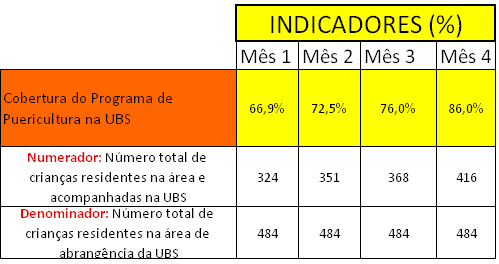 INDICADORES (%)
Mês 1 Mês 2 Mês 3 Mês 4
Cobertura do Programa de
Puericultura na UBS
66,9% 72,5% 76,0% 86,0%
Numerador: Número total de
crianças residentes na área e
acompanhadas na UBS
324 351 368 416
Denominador: Número total de
crianças residentes na área de
abrangência da UBS
484 484 484 484